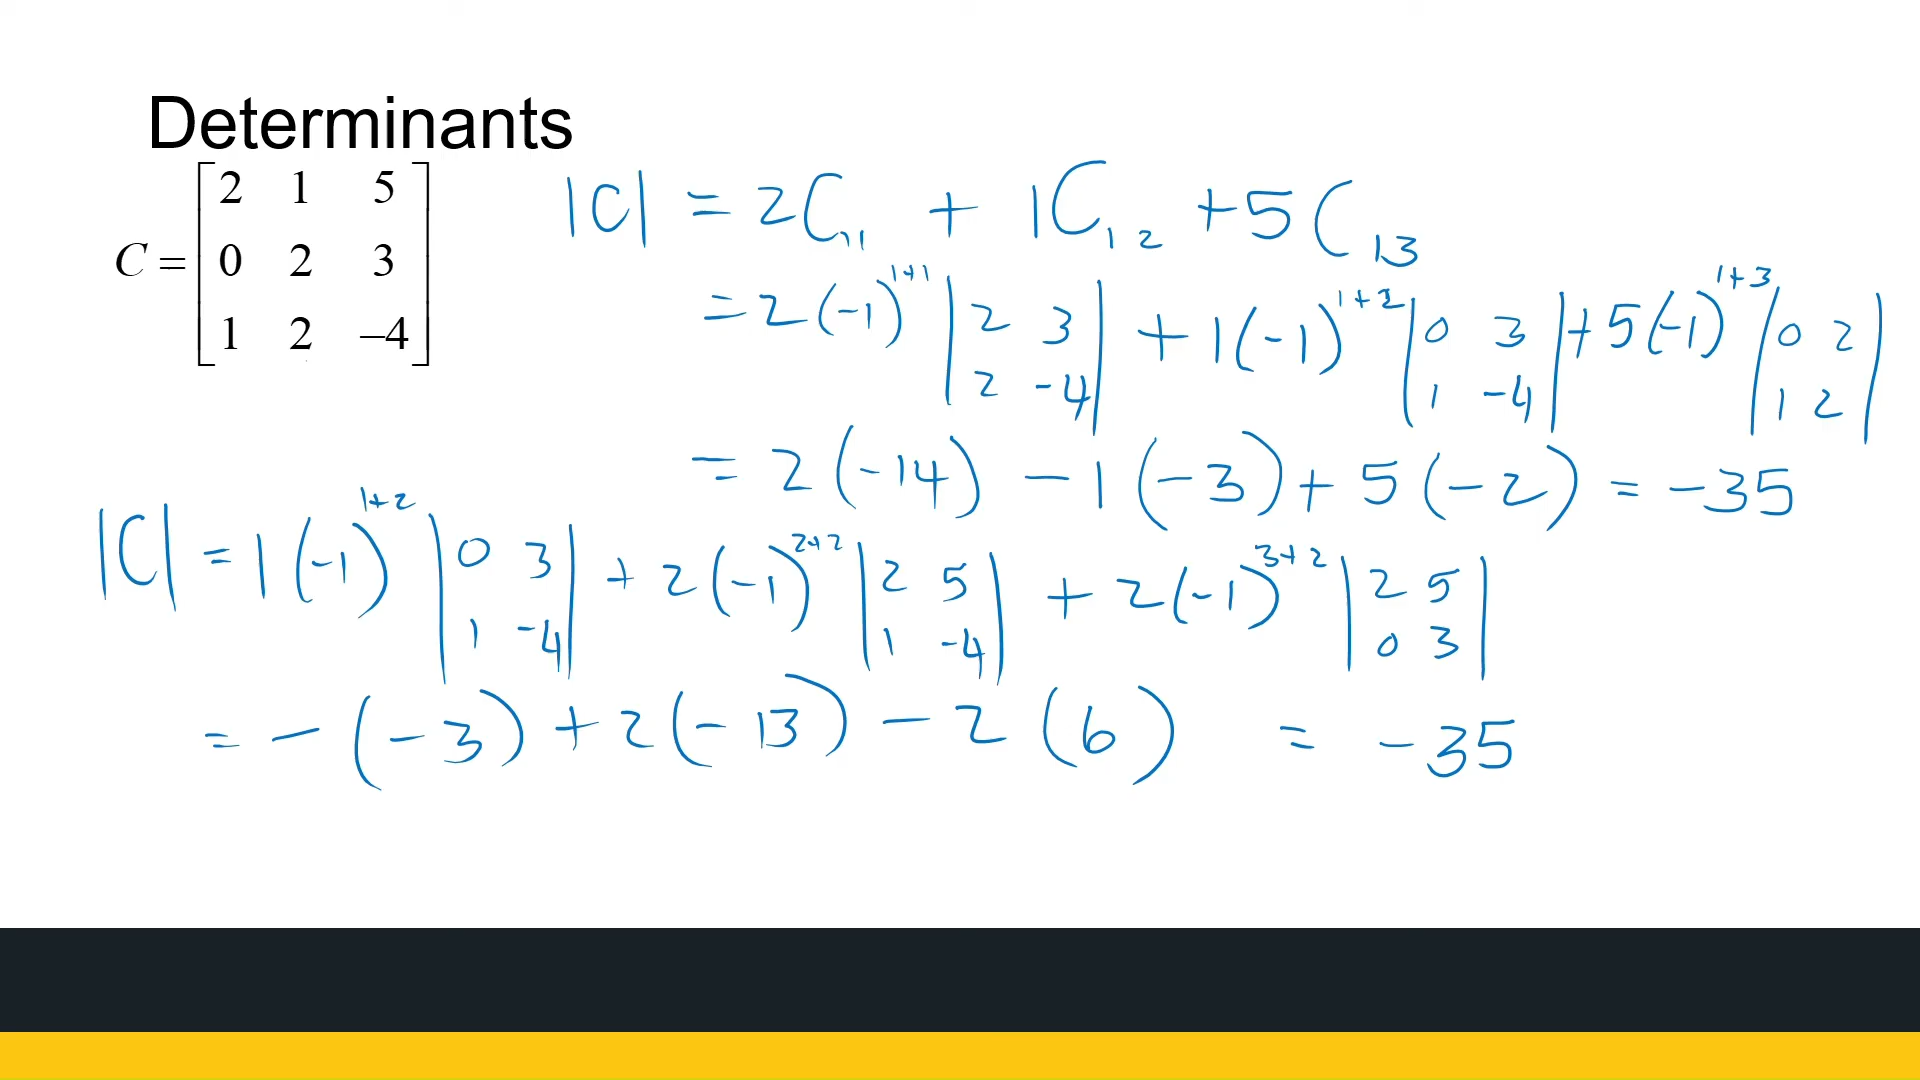 Determinants
C = [2 1 5
0 2 3
1 2 –4]
|C| = 2C₁₁ + 1C₁₂ + 5C₁₃
= 2(-1)¹⁺¹ |2 3; 2 -4| + 1(-1)¹⁺² |0 3; 1 -4| + 5(-1)¹⁺³ |0 2; 1 2|
= 2(-14) - 1(-3) + 5(-2) = -35
|C| = 1(-1)¹⁺² |0 3; 1 -4| + 2(-1)²⁺² |2 5; 1 -4| + 2(-1)³⁺² |2 5; 0 3|
= -(-3) + 2(-13) - 2(6) = -35